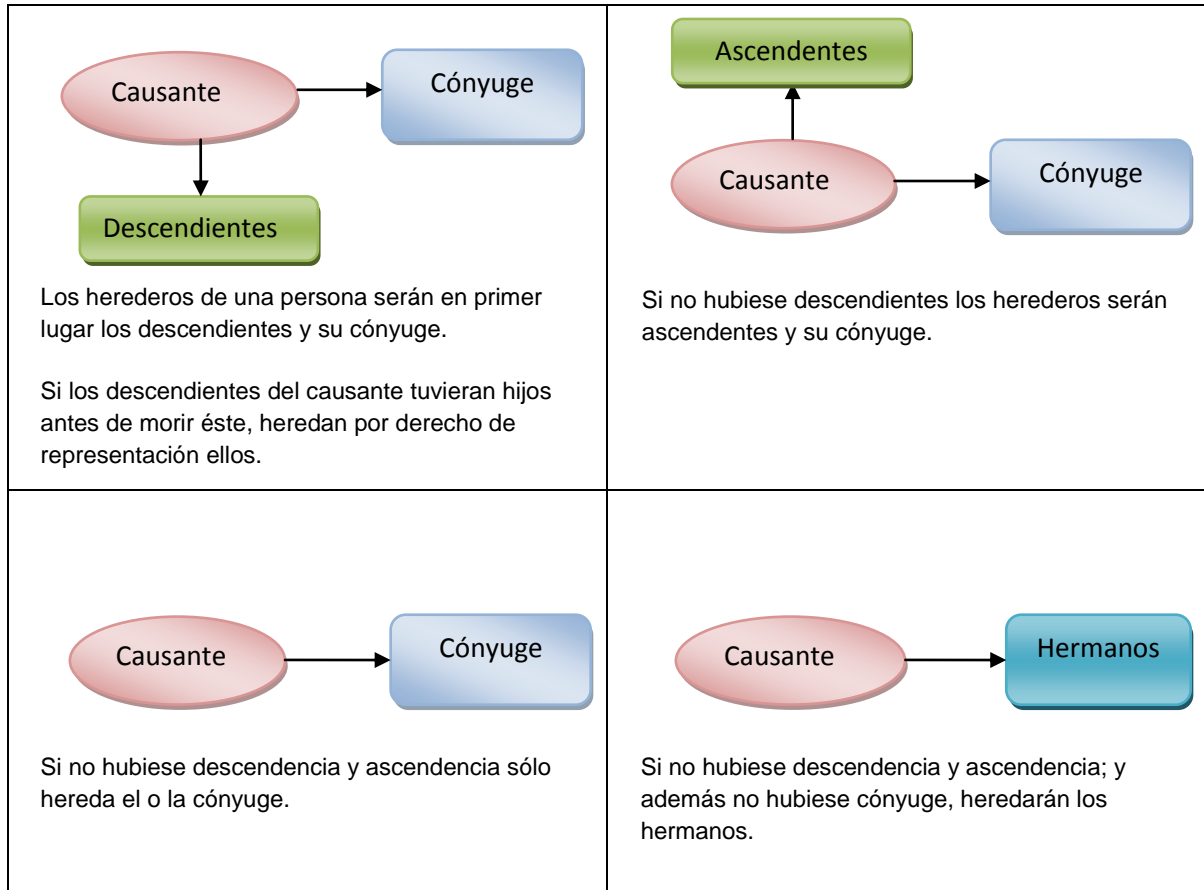 Causante
Cónyuge
Descendientes
Los herederos de una persona serán en primer
lugar los descendientes y su cónyuge.
Si los descendientes del causante tuvieran hijos
antes de morir éste, heredan por derecho de
representación ellos.
Ascendentes
Causante
Cónyuge
Si no hubiese descendientes los herederos serán
ascendentes y su cónyuge.
Causante
Cónyuge
Si no hubiese descendencia y ascendencia sólo
hereda el o la cónyuge.
Causante
Hermanos
Si no hubiese descendencia y ascendencia; y
además no hubiese cónyuge, heredarán los
hermanos.